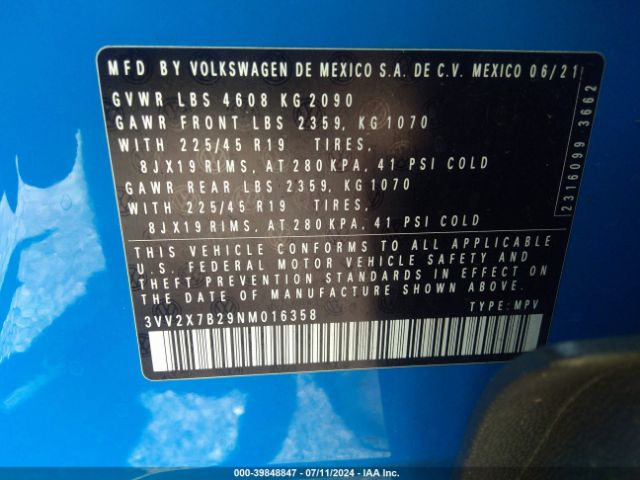 MFD BY VOLKSWAGEN DE MEXICO S.A. DE C.V. MEXICO 06/21
GVWR LBS 4608 KG 2090
GAWR FRONT LBS 2359, KG 1070
WITH 225/45 R19 TIRES,
8JX19 RIMS, AT 280 KPA, 41 PSI COLD
GAWR REAR LBS 2359, KG 1070
WITH 225/45 R19 TIRES,
8JX19 RIMS, AT 280 KPA, 41 PSI COLD
THIS VEHICLE CONFORMS TO ALL APPLICABLE
U.S. FEDERAL MOTOR VEHICLE SAFETY AND
THEFT PREVENTION STANDARDS IN EFFECT ON
THE DATE OF MANUFACTURE SHOWN ABOVE.
3VV2X7B29NM016358 TYPE: MPV
2316099 3662
000-39848847 - 07/11/2024 - IAA Inc.